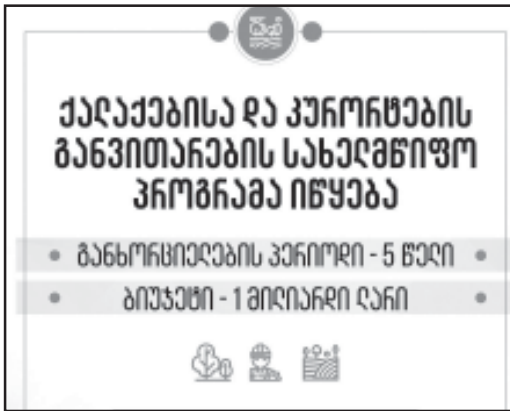 ქალაქებისა და კურორტების
განვითარების სახელმწიფო
პროგრამა იწყება
განხორციელების პერიოდი - 5 წელი
ბიუჯეტი - 1 მილიარდი ლარი